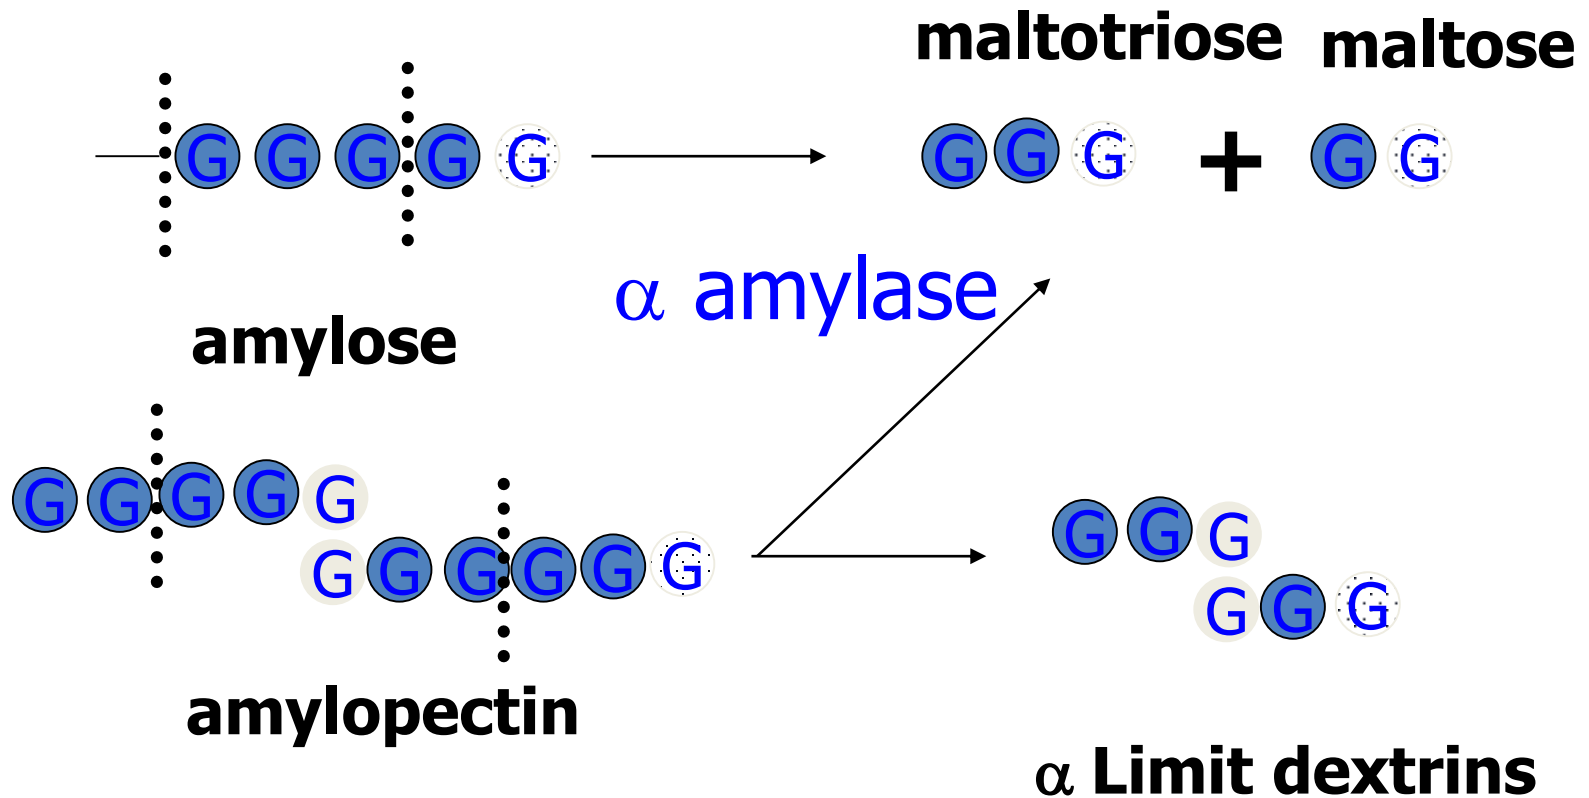 maltotriose maltose
G G G G G G G G + G G
α amylase
amylose
G G G G G
G G G G G G
G G G
G G G
amylopectin
α Limit dextrins